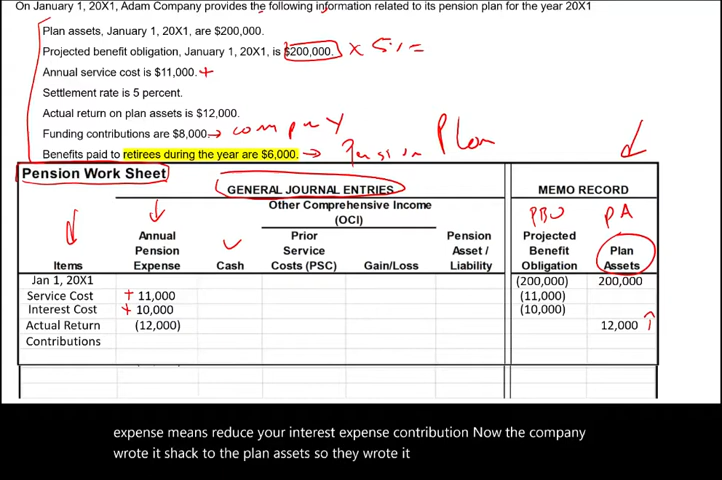 On January 1, 20X1, Adam Company provides the following information related to its pension plan for the year 20X1
Plan assets, January 1, 20X1, are $200,000.
Projected benefit obligation, January 1, 20X1, is $200,000. x 5% =
Annual service cost is $11,000. +
Settlement rate is 5 percent.
Actual return on plan assets is $12,000.
Funding contributions are $8,000 → company
Benefits paid to retirees during the year are $6,000. → Pension Plan
Pension Work Sheet
GENERAL JOURNAL ENTRIES MEMO RECORD
Other Comprehensive Income
(OCI) PBO PA
Annual Prior Pension Projected
Pension Service Asset / Benefit Plan
Items Expense Cash Costs (PSC) Gain/Loss Liability Obligation Assets
Jan 1, 20X1 (200,000) 200,000
Service Cost + 11,000 (11,000)
Interest Cost + 10,000 (10,000)
Actual Return (12,000) 12,000 ↑
Contributions
expense means reduce your interest expense contribution Now the company
wrote it shack to the plan assets so they wrote it